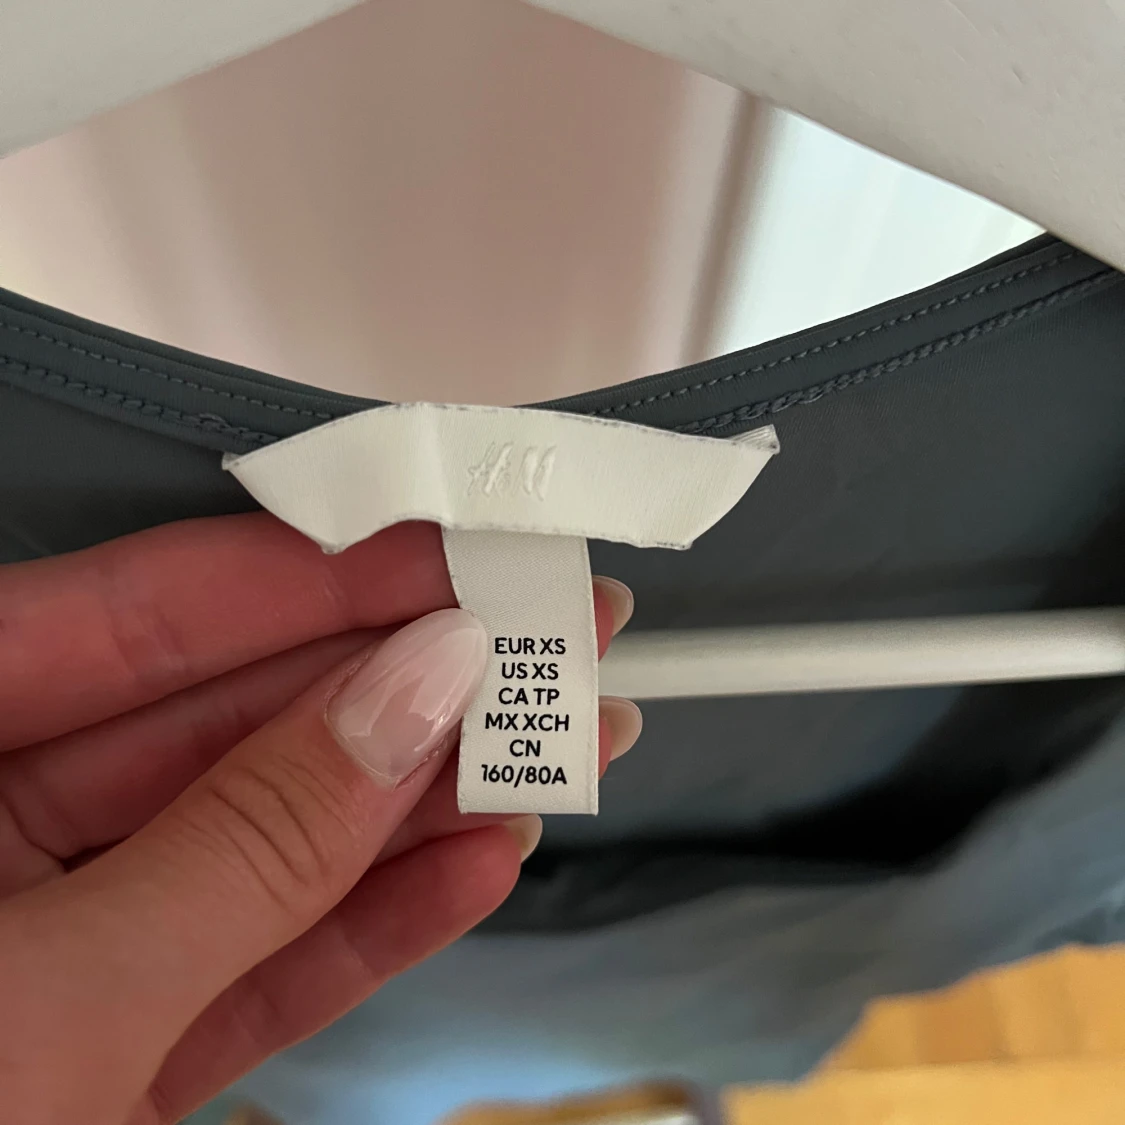 H&M
EUR XS
US XS
CA TP
MX XCH
CN
160/80A